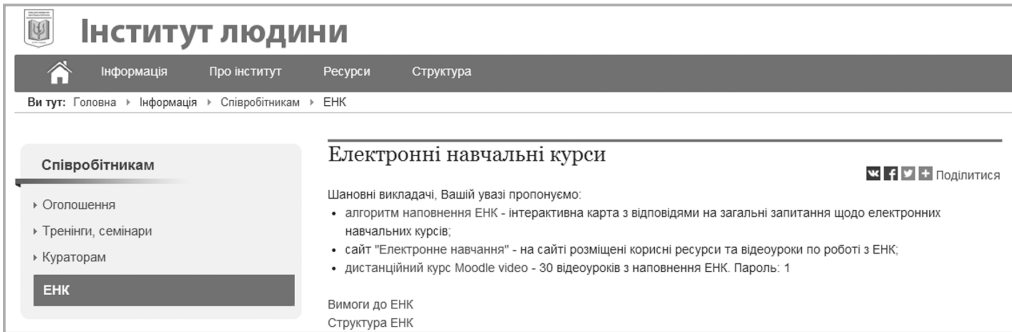 Інститут людини
Інформація Про інститут Ресурси Структура
Ви тут: Головна Інформація Співробітникам ЕНК
Співробітникам
Оголошення
Тренінги, семінари
Кураторам
ЕНК
Електронні навчальні курси
Поділитися
Шановні викладачі, Вашій увазі пропонуємо:
• алгоритм наповнення ЕНК - інтерактивна карта з відповідями на загальні запитання щодо електронних
навчальних курсів;
• сайт "Електронне навчання" - на сайті розміщені корисні ресурси та відеоуроки по роботі з ЕНК;
• дистанційний курс Moodle video - 30 відеоуроків з наповнення ЕНК. Пароль: 1
Вимоги до ЕНК
Структура ЕНК